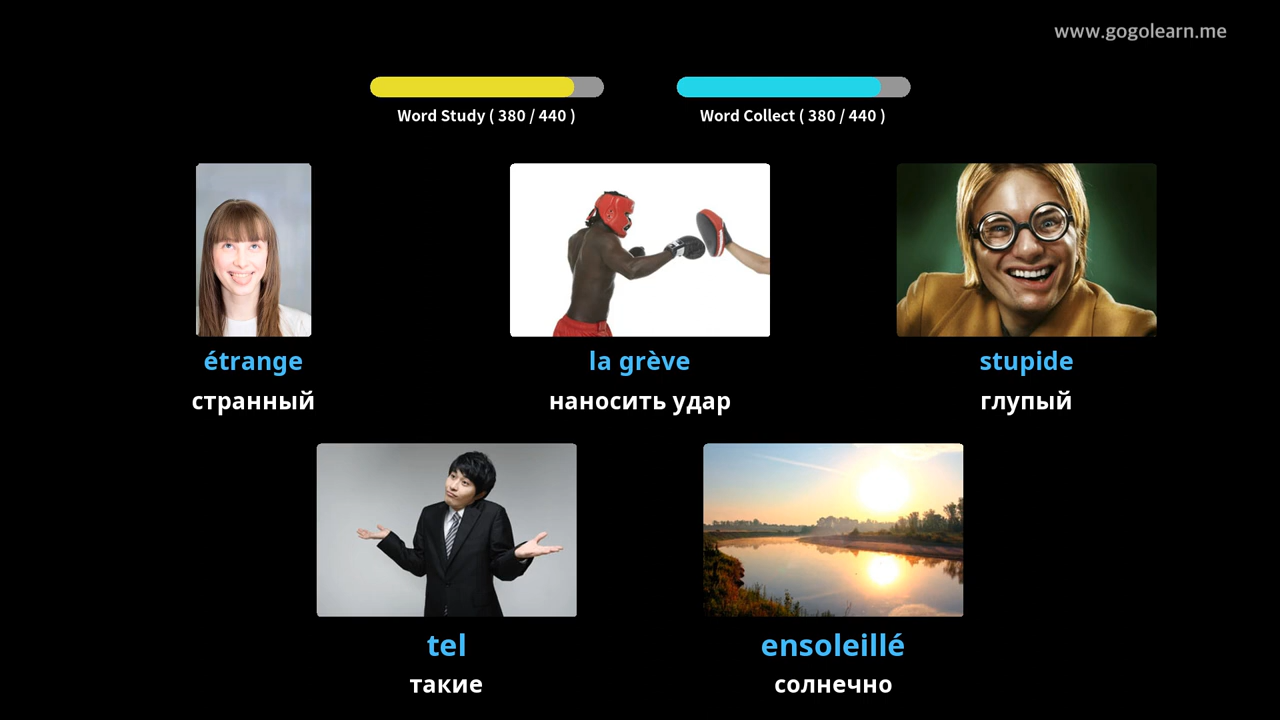 www.gogolearn.me
Word Study ( 380 / 440 )
Word Collect ( 380 / 440 )
étrange
странный
la grève
наносить удар
stupide
глупый
tel
такие
ensoleillé
солнечно